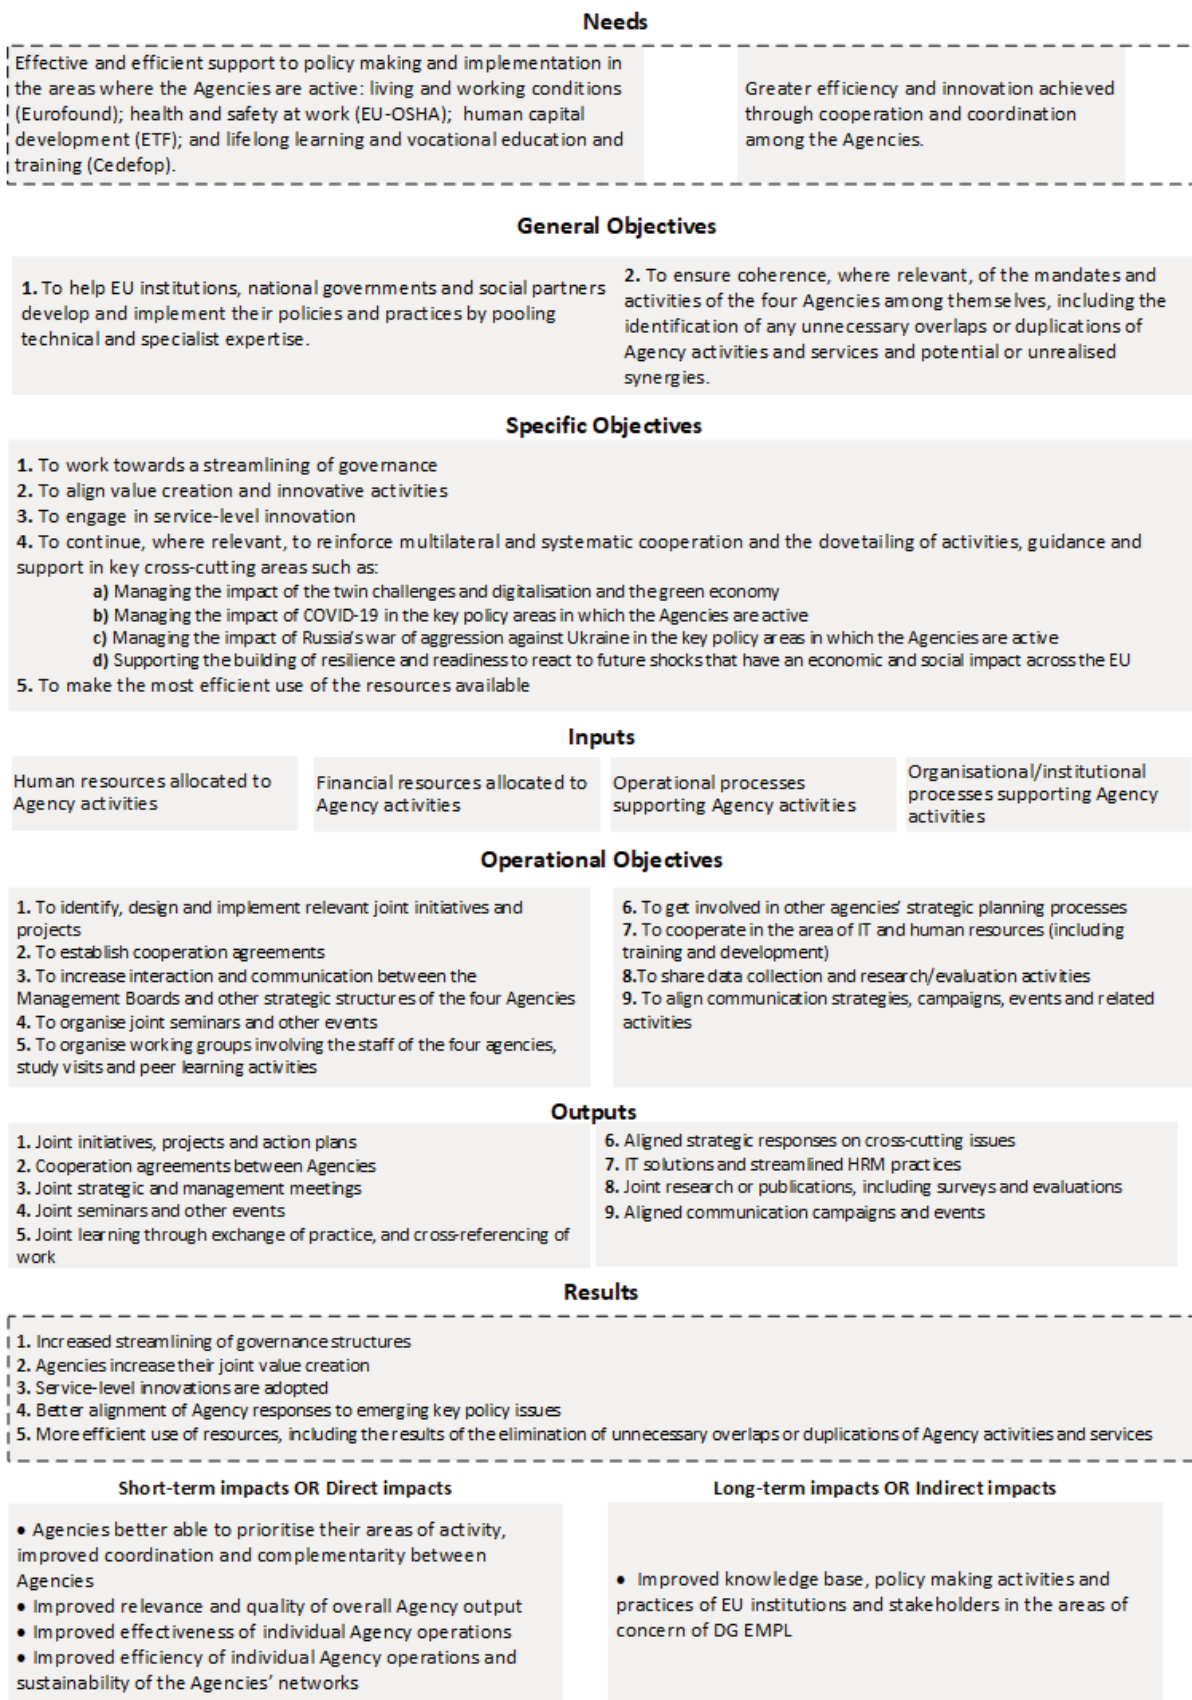 Needs
Effective and efficient support to policy making and implementation in
the areas where the Agencies are active: living and working conditions
(Eurofound); health and safety at work (EU-OSHA);  human capital
development (ETF); and lifelong learning and vocational education and
training (Cedefop).
Greater efficiency and innovation achieved
through cooperation and coordination
among the Agencies.
General Objectives
1. To help EU institutions, national governments and social partners
develop and implement their policies and practices by pooling
technical and specialist expertise.
2. To ensure coherence, where relevant, of the mandates and
activities of the four Agencies among themselves, including the
identification of any unnecessary overlaps or duplications of
Agency activities and services and potential or unrealised
synergies.
Specific Objectives
1. To work towards a streamlining of governance
2. To align value creation and innovative activities
3. To engage in service-level innovation
4. To continue, where relevant, to reinforce multilateral and systematic cooperation and the dovetailing of activities, guidance and
support in key cross-cutting areas such as:
a) Managing the impact of the twin challenges and digitalisation and the green economy
b) Managing the impact of COVID-19 in the key policy areas in which the Agencies are active
c) Managing the impact of Russia's war of aggression against Ukraine in the key policy areas in which the Agencies are active
d) Supporting the building of resilience and readiness to react to future shocks that have an economic and social impact across the EU
5. To make the most efficient use of the resources available
Inputs
Human resources allocated to
Agency activities
Financial resources allocated to
Agency activities
Operational processes
supporting Agency activities
Organisational/institutional
processes supporting Agency
activities
Operational Objectives
1. To identify, design and implement relevant joint initiatives and
projects
2. To establish cooperation agreements
3. To increase interaction and communication between the
Management Boards and other strategic structures of the four Agencies
4. To organise joint seminars and other events
5. To organise working groups involving the staff of the four agencies,
study visits and peer learning activities
6. To get involved in other agencies' strategic planning processes
7. To cooperate in the area of IT and human resources (including
training and development)
8.To share data collection and research/evaluation activities
9. To align communication strategies, campaigns, events and related
activities
Outputs
1. Joint initiatives, projects and action plans
2. Cooperation agreements between Agencies
3. Joint strategic and management meetings
4. Joint seminars and other events
5. Joint learning through exchange of practice, and cross-referencing of
work
6. Aligned strategic responses on cross-cutting issues
7. IT solutions and streamlined HRM practices
8. Joint research or publications, including surveys and evaluations
9. Aligned communication campaigns and events
Results
1. Increased streamlining of governance structures
2. Agencies increase their joint value creation
3. Service-level innovations are adopted
4. Better alignment of Agency responses to emerging key policy issues
5. More efficient use of resources, including the results of the elimination of unnecessary overlaps or duplications of Agency activities and services
Short-term impacts OR Direct impacts
• Agencies better able to prioritise their areas of activity,
improved coordination and complementarity between
Agencies
• Improved relevance and quality of overall Agency output
• Improved effectiveness of individual Agency operations
• Improved efficiency of individual Agency operations and
sustainability of the Agencies' networks
Long-term impacts OR Indirect impacts
• Improved knowledge base, policy making activities and
practices of EU institutions and stakeholders in the areas of
concern of DG EMPL